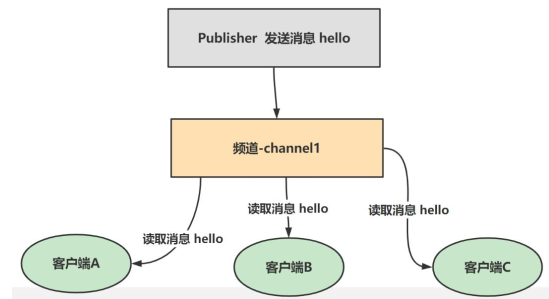 Publisher 发送消息 hello
频道-channel1
读取消息 hello
读取消息 hello
读取消息 hello
客户端A
客户端B
客户端C